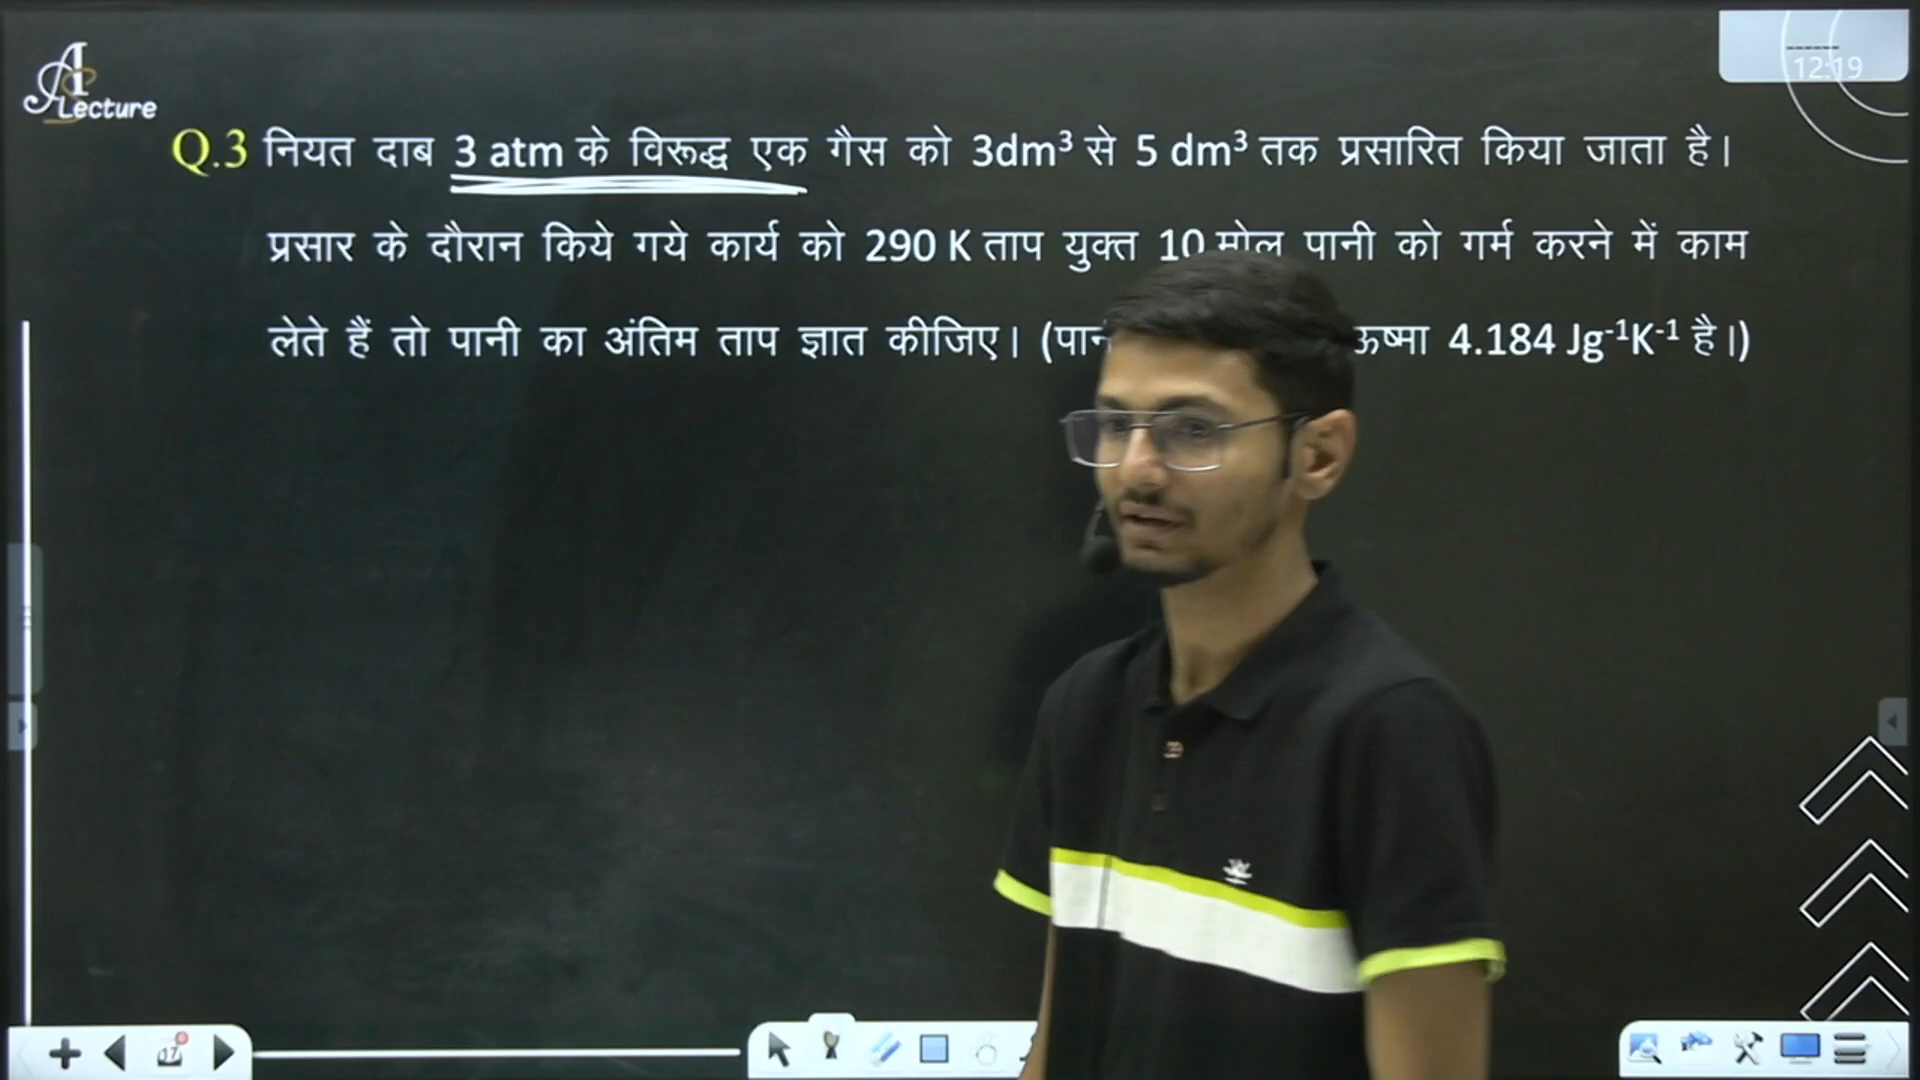 A
S
Lecture
12:19
Q.3 नियत दाब 3 atm के विरूद्ध एक गैस को 3dm³ से 5 dm³ तक प्रसारित किया जाता है।
प्रसार के दौरान किये गये कार्य को 290 K ताप युक्त 10 मोल पानी को गर्म करने में काम
लेते हैं तो पानी का अंतिम ताप ज्ञात कीजिए। (पान ऊष्मा 4.184 Jg⁻¹K⁻¹ है।)
17